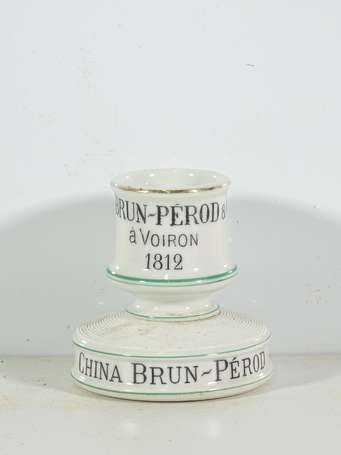 BRUN~PÉROD &
à VOIRON
1812
CHINA BRUN~PÉROD